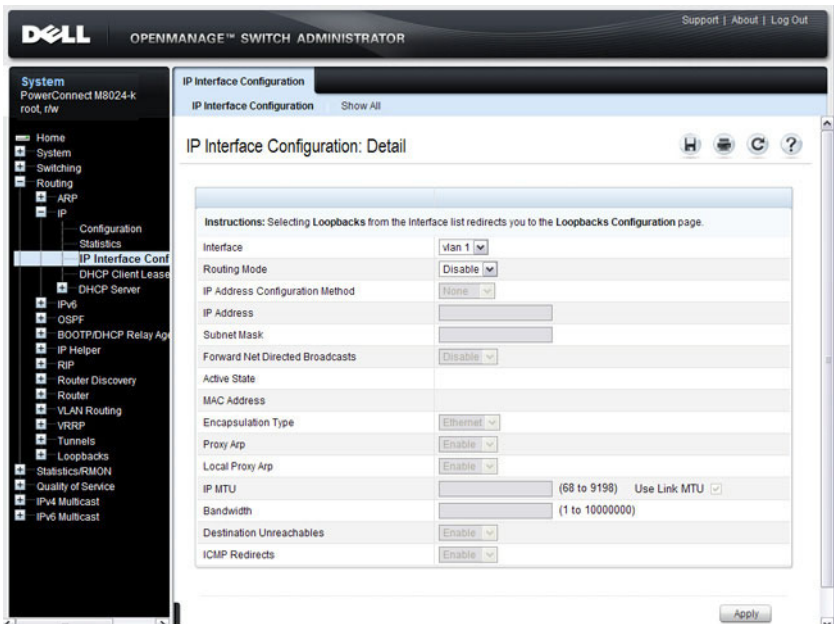 Support | About | Log Out
DELL
OPENMANAGE™ SWITCH ADMINISTRATOR
System
PowerConnect M8024-k
root, r/w
Home
System
Switching
Routing
ARP
IP
Configuration
Statistics
IP Interface Conf
DHCP Client Lease
DHCP Server
IPv6
OSPF
BOOTP/DHCP Relay Age
IP Helper
RIP
Router Discovery
Router
VLAN Routing
VRRP
Tunnels
Loopbacks
Statistics/RMON
Quality of Service
IPv4 Multicast
IPv6 Multicast
IP Interface Configuration
IP Interface Configuration Show All
IP Interface Configuration: Detail
Instructions: Selecting Loopbacks from the Interface list redirects you to the Loopbacks Configuration page.
Interface vlan 1
Routing Mode Disable
IP Address Configuration Method None
IP Address
Subnet Mask
Forward Net Directed Broadcasts Disable
Active State
MAC Address
Encapsulation Type Ethernet
Proxy Arp Enable
Local Proxy Arp Enable
IP MTU (68 to 9198) Use Link MTU
Bandwidth (1 to 10000000)
Destination Unreachables Enable
ICMP Redirects Enable
Apply